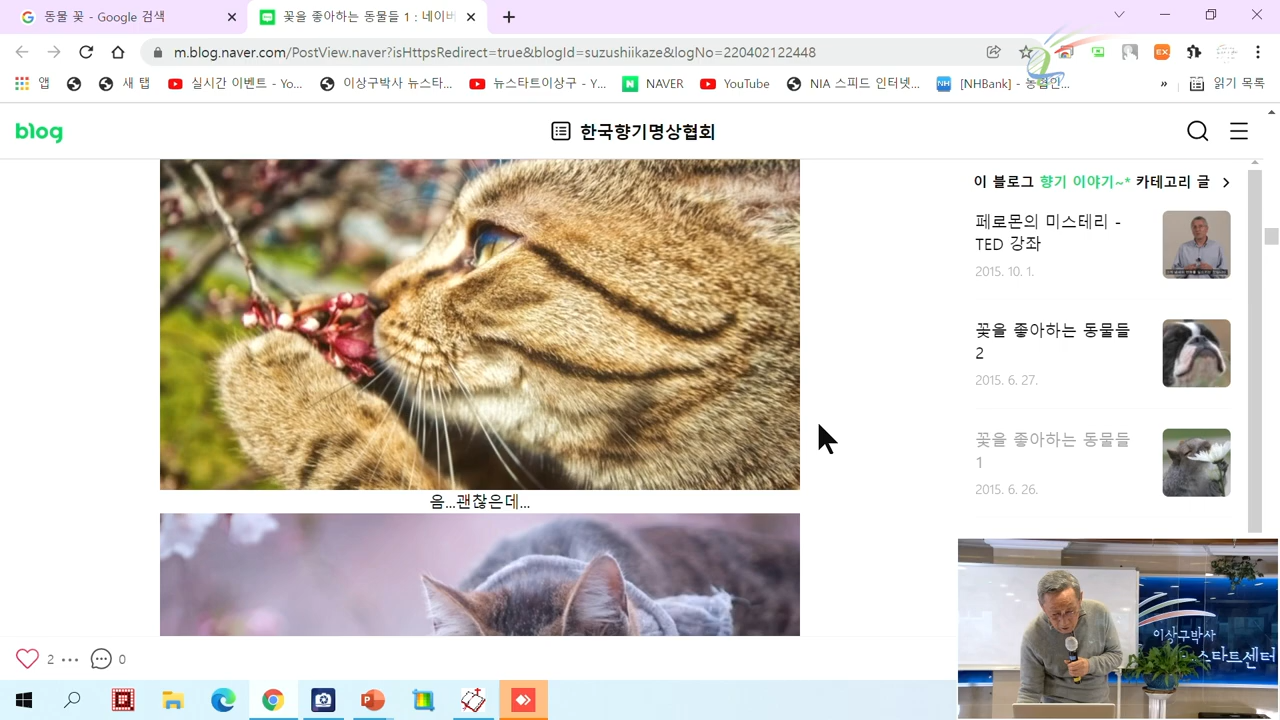 동물 꽃 - Google 검색
꽃을 좋아하는 동물들 1 : 네이버
m.blog.naver.com/PostView.naver?isHttpsRedirect=true&blogId=suzushiikaze&logNo=220402122448
앱
새 탭
실시간 이벤트 - Yo...
이상구박사 뉴스타...
뉴스타트이상구 - Y...
NAVER
YouTube
NIA 스피드 인터넷...
[NHBank] - 농협인...
»
읽기 목록
blog
한국향기명상협회
이 블로그 향기 이야기~* 카테고리 글
페로몬의 미스테리 -
TED 강좌
2015. 10. 1.
꽃을 좋아하는 동물들
2
2015. 6. 27.
꽃을 좋아하는 동물들
1
2015. 6. 26.
음...괜찮은데...
2
0
이상구박사
스타트센터